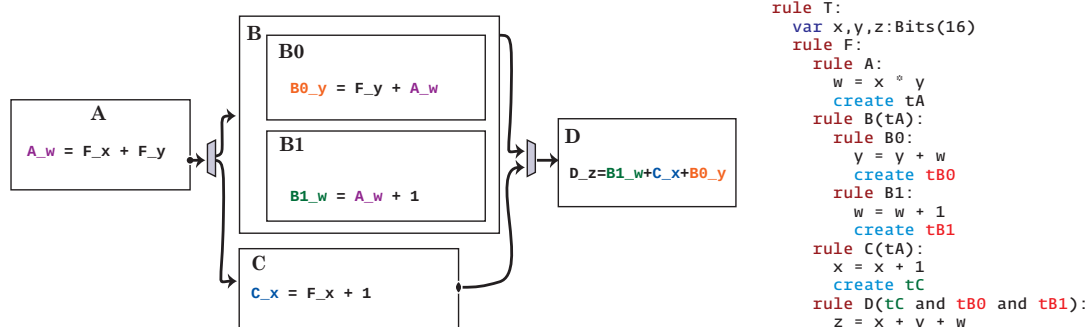 A
A_w = F_x + F_y
B
B0
B0_y = F_y + A_w
B1
B1_w = A_w + 1
C
C_x = F_x + 1
D
D_z=B1_w+C_x+B0_y
rule T:
var x,y,z:Bits(16)
rule F:
rule A:
w = x * y
create tA
rule B(tA):
rule B0:
y = y + w
create tB0
rule B1:
w = w + 1
create tB1
rule C(tA):
x = x + 1
create tC
rule D(tC and tB0 and tB1):
z = x + y + w